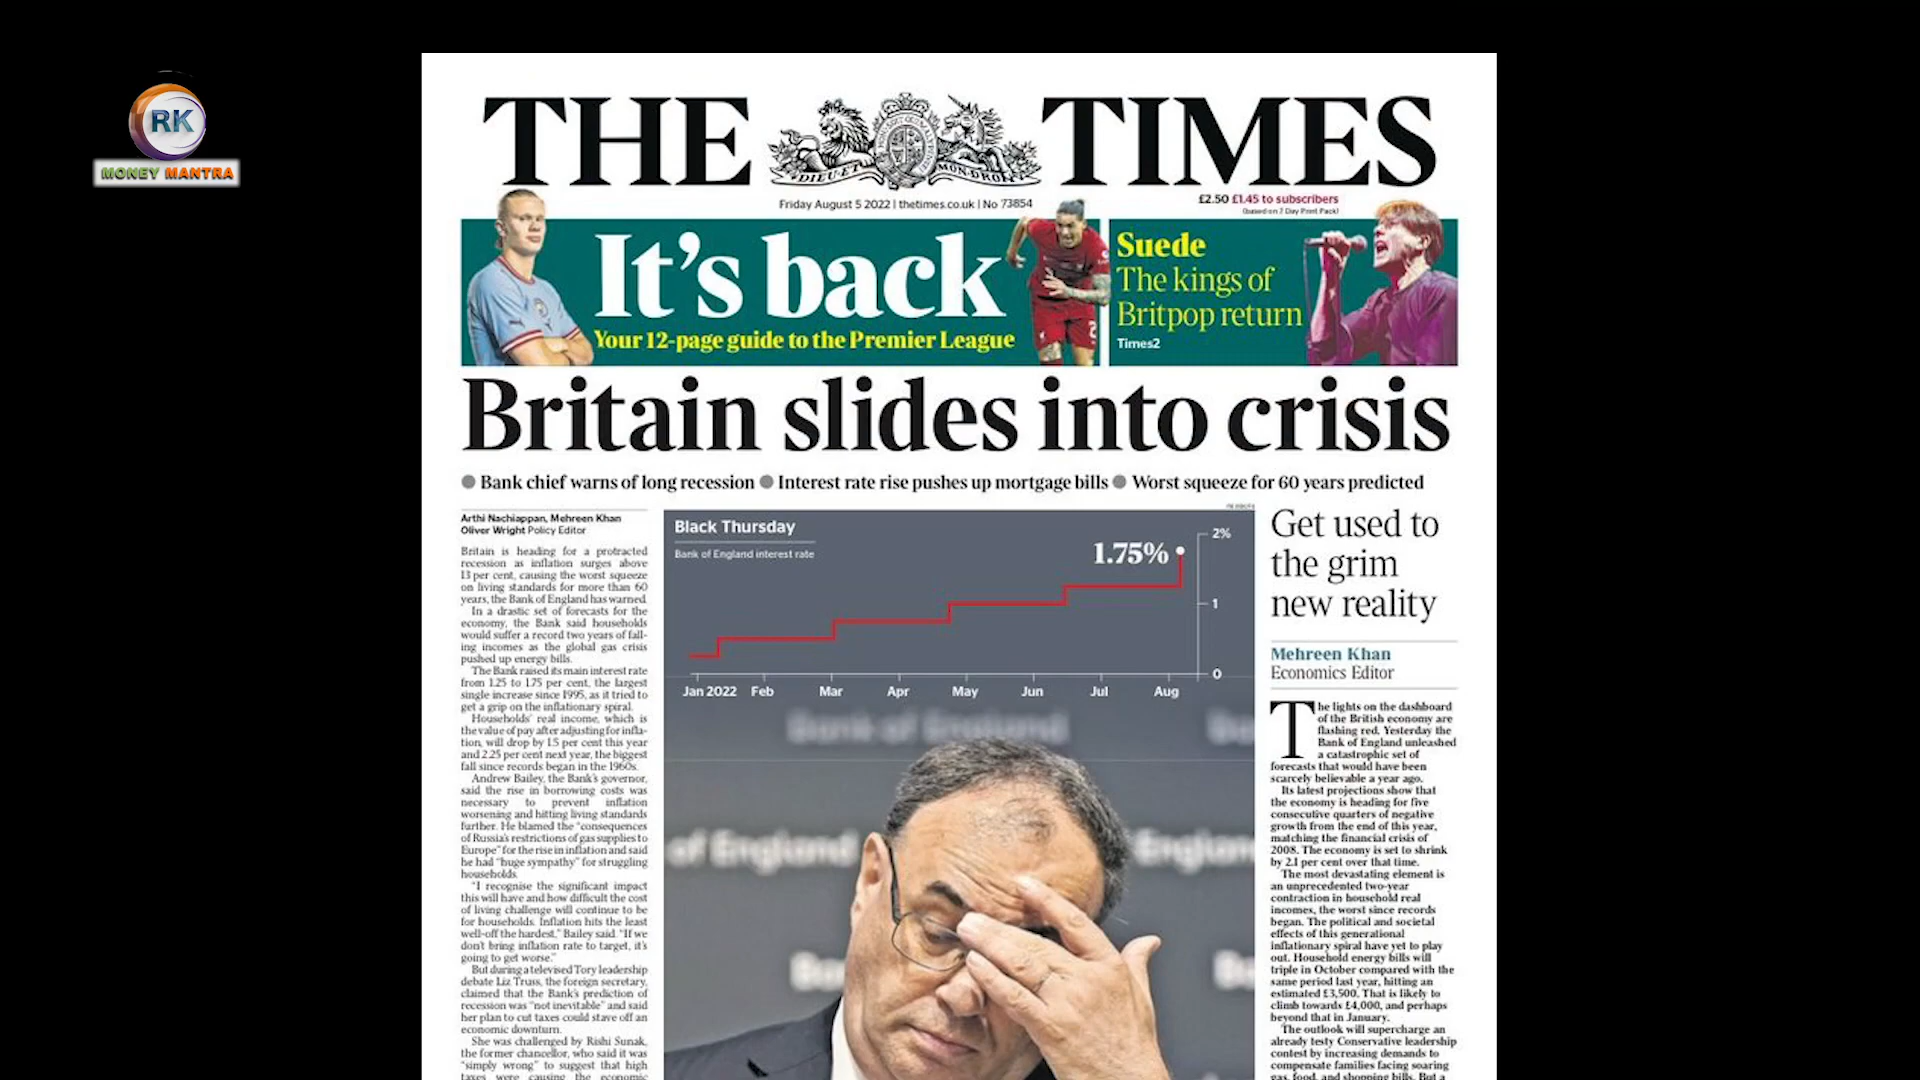 RK
MONEY MANTRA
THE TIMES
DIEU ET MON DROIT
Friday August 5 2022 | thetimes.co.uk | No 73854
£2.50 £1.45 to subscribers
(based on 7 Day Print Pack)
It's back
Your 12-page guide to the Premier League
Suede
The kings of
Britpop return
Times2
Britain slides into crisis
● Bank chief warns of long recession ● Interest rate rise pushes up mortgage bills ● Worst squeeze for 60 years predicted
Arthi Nachiappan, Mehreen Khan
Oliver Wright Policy Editor
Britain is heading for a protracted
recession as inflation surges above
13 per cent, causing the worst squeeze
on living standards for more than 60
years, the Bank of England has warned.
In a drastic set of forecasts for the
economy, the Bank said households
would suffer a record two years of fall-
ing incomes as the global gas crisis
pushed up energy bills.
The Bank raised its main interest rate
from 1.25 to 1.75 per cent, the largest
single increase since 1995, as it tried to
get a grip on the inflationary spiral.
Households' real income, which is
the value of pay after adjusting for infla-
tion, will drop by 1.5 per cent this year
and 2.25 per cent next year, the biggest
fall since records began in the 1960s.
Andrew Bailey, the Bank's governor,
said the rise in borrowing costs was
necessary to prevent inflation
worsening and hitting living standards
further. He blamed the "consequences
of Russia's restrictions of gas supplies to
Europe" for the rise in inflation and said
he had "huge sympathy" for struggling
households.
"I recognise the significant impact
this will have and how difficult the cost
of living challenge will continue to be
for households. Inflation hits the least
well-off the hardest," Bailey said. "If we
don't bring inflation rate to target, it's
going to get worse."
But during a televised Tory leadership
debate Liz Truss, the foreign secretary,
claimed that the Bank's prediction of
recession was "not inevitable" and said
her plan to cut taxes could stave off an
economic downturn.
She was challenged by Rishi Sunak,
the former chancellor, who said it was
"simply wrong" to suggest that high
taxes were causing the economic
Black Thursday
Bank of England interest rate
1.75%
2%
1
0
Jan 2022 Feb Mar Apr May Jun Jul Aug
Bank of England
of England
England
Get used to
the grim
new reality
Mehreen Khan
Economics Editor
The lights on the dashboard
of the British economy are
flashing red. Yesterday the
Bank of England unleashed
a catastrophic set of
forecasts that would have been
scarcely believable a year ago.
Its latest projections show that
the economy is heading for five
consecutive quarters of negative
growth from the end of this year,
matching the financial crisis of
2008. The economy is set to shrink
by 2.1 per cent over that time.
The most devastating element is
an unprecedented two-year
contraction in household real
incomes, the worst since records
began. The political and societal
effects of this generational
inflationary spiral have yet to play
out. Household energy bills will
triple in October compared with the
same period last year, hitting an
estimated £3,500. That is likely to
climb towards £4,000, and perhaps
beyond that in January.
The outlook will supercharge an
already testy Conservative leadership
contest by increasing demands to
compensate families facing soaring
gas, food, and shopping bills. But a